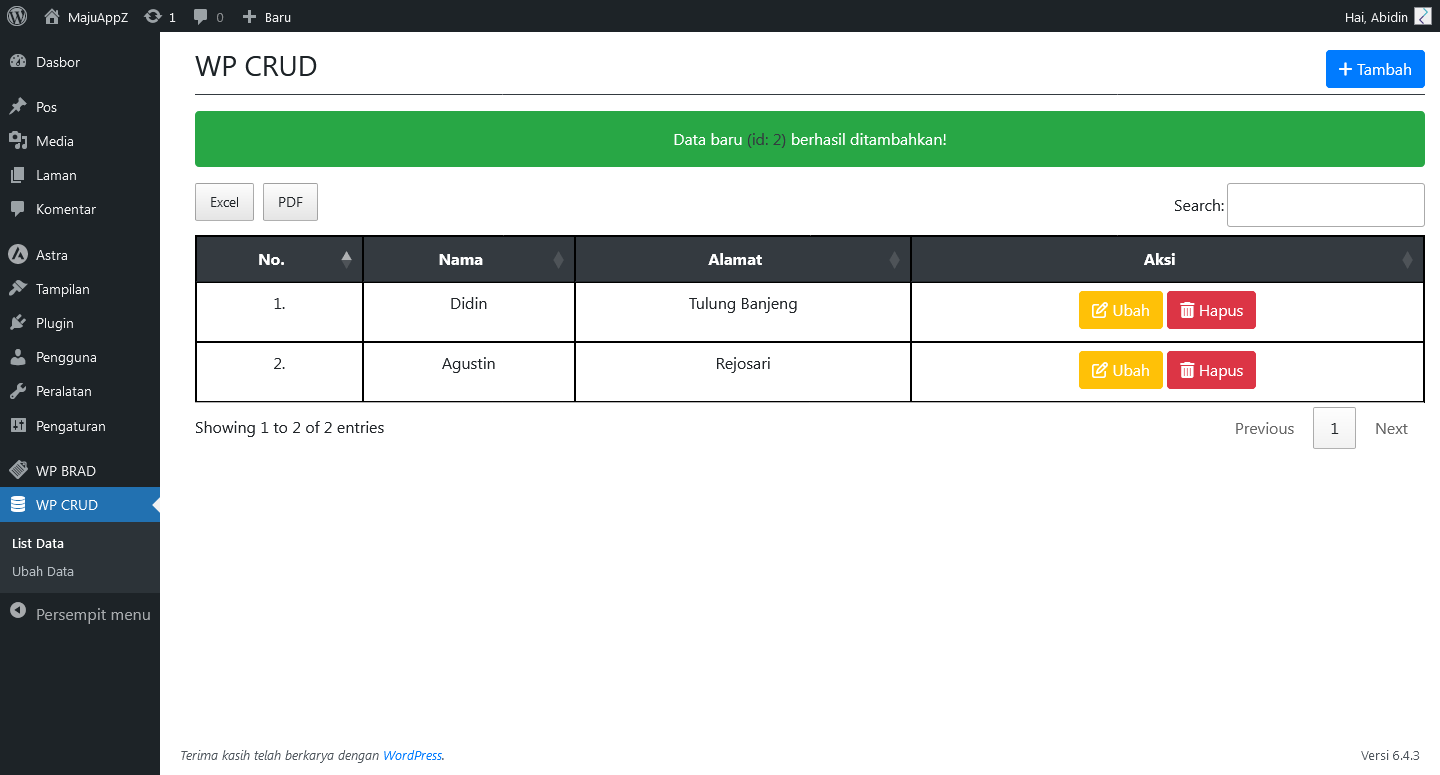 MajuAppZ 1 0 Baru Hai, Abidin
Dasbor
Pos
Media
Laman
Komentar
Astra
Tampilan
Plugin
Pengguna
Peralatan
Pengaturan
WP BRAD
WP CRUD
List Data
Ubah Data
Persempit menu
WP CRUD Tambah
Data baru (id: 2) berhasil ditambahkan!
Excel PDF Search:
No. Nama Alamat Aksi
1. Didin Tulung Banjeng Ubah Hapus
2. Agustin Rejosari Ubah Hapus
Showing 1 to 2 of 2 entries Previous 1 Next
Terima kasih telah berkarya dengan WordPress. Versi 6.4.3